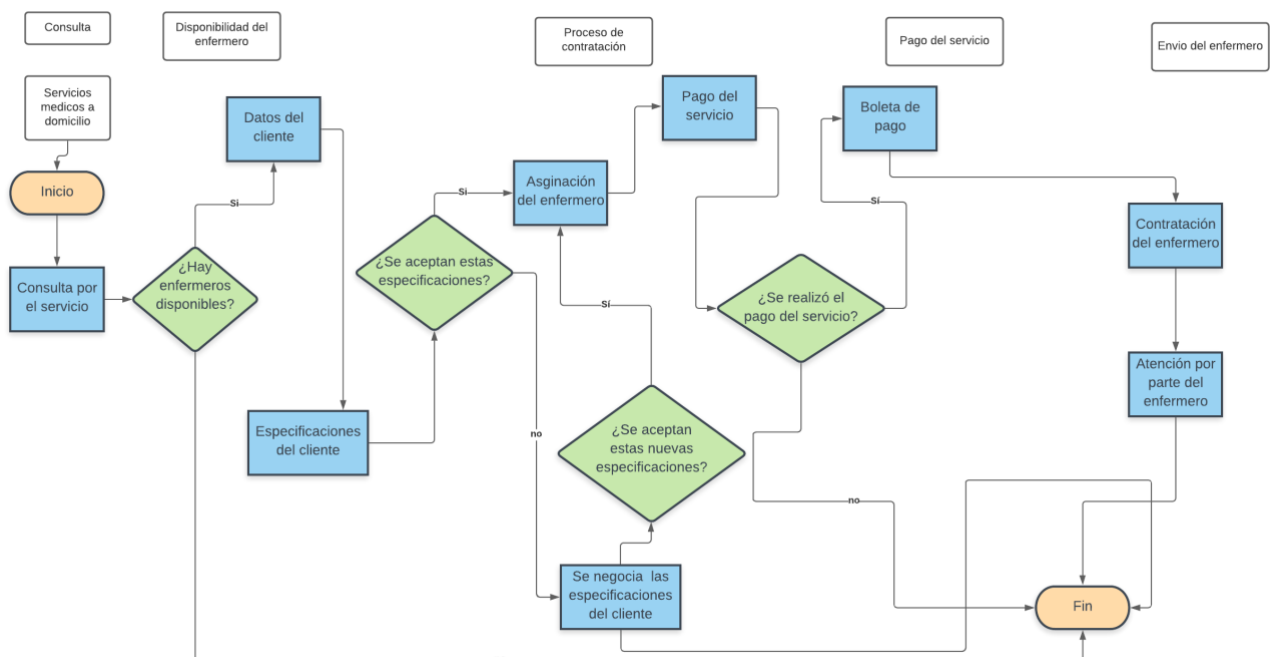 Consulta
Disponibilidad del
enfermero
Proceso de
contratación
Pago del servicio
Envio del enfermero
Servicios
medicos a
domicilio
Inicio
Consulta por
el servicio
¿Hay
enfermeros
disponibles?
Sí
Datos del
cliente
Especificaciones
del cliente
¿Se aceptan estas
especificaciones?
Si
no
Asginación
del enfermero
Pago del
servicio
Sí
¿Se aceptan
estas nuevas
especificaciones?
Se negocia las
especificaciones
del cliente
¿Se realizó el
pago del servicio?
Sí
no
Boleta de
pago
Contratación
del enfermero
Atención por
parte del
enfermero
Fin